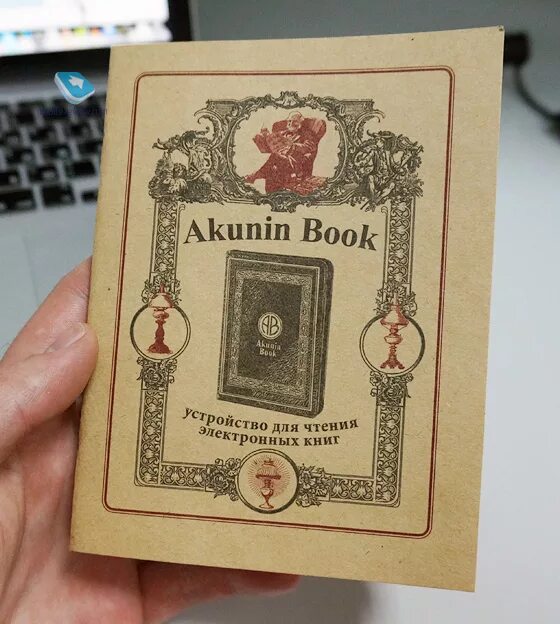 Akunin Book
AB
Akunin
Book
устройство для чтения
электронных книг